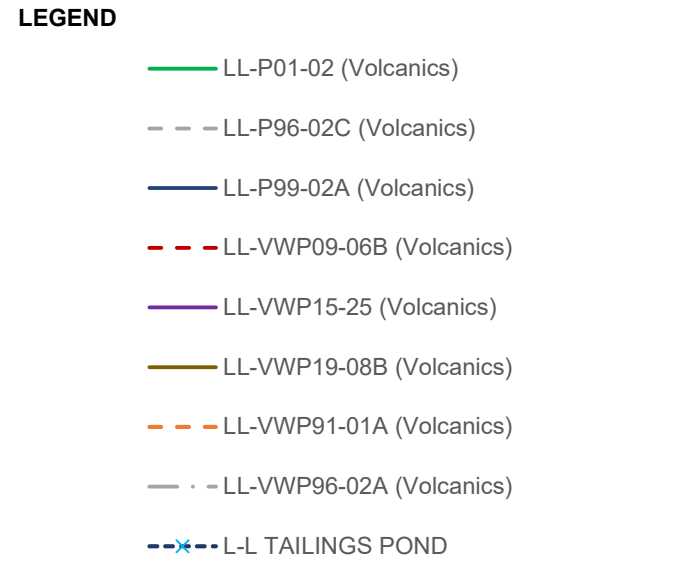 LEGEND
LL-P01-02 (Volcanics)
LL-P96-02C (Volcanics)
LL-P99-02A (Volcanics)
LL-VWP09-06B (Volcanics)
LL-VWP15-25 (Volcanics)
LL-VWP19-08B (Volcanics)
LL-VWP91-01A (Volcanics)
LL-VWP96-02A (Volcanics)
L-L TAILINGS POND